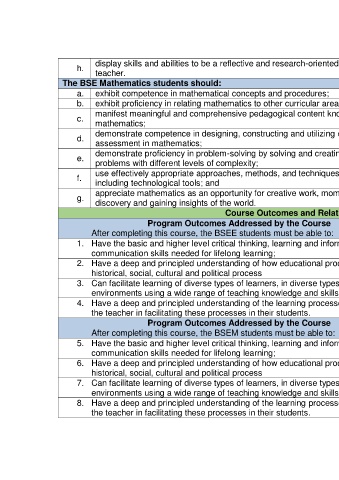 h. display skills and abilities to be a reflective and research-oriented
teacher.
The BSE Mathematics students should:
a. exhibit competence in mathematical concepts and procedures;
b. exhibit proficiency in relating mathematics to other curricular area
c. manifest meaningful and comprehensive pedagogical content
mathematics;
d. demonstrate competence in designing, constructing and utilizing
assessment in mathematics;
e. demonstrate proficiency in problem-solving by solving and
problems with different levels of complexity;
f. use effectively appropriate approaches, methods, and techniques
including technological tools; and
g. appreciate mathematics as an opportunity for creative work,
discovery and gaining insights of the world.
Course Outcomes and
Program Outcomes Addressed by the Course
After completing this course, the BSEE students must be able to:
1. Have the basic and higher level critical thinking, learning and
communication skills needed for lifelong learning;
2. Have a deep and principled understanding of how educational
historical, social, cultural and political process
3. Can facilitate learning of diverse types of learners, in diverse types
environments using a wide range of teaching knowledge and skills
4. Have a deep and principled understanding of the learning
the teacher in facilitating these processes in their students.
Program Outcomes Addressed by the Course
After completing this course, the BSEM students must be able to:
5. Have the basic and higher level critical thinking, learning and
communication skills needed for lifelong learning;
6. Have a deep and principled understanding of how educational
historical, social, cultural and political process
7. Can facilitate learning of diverse types of learners, in diverse types
environments using a wide range of teaching knowledge and skills
8. Have a deep and principled understanding of the learning
the teacher in facilitating these processes in their students.